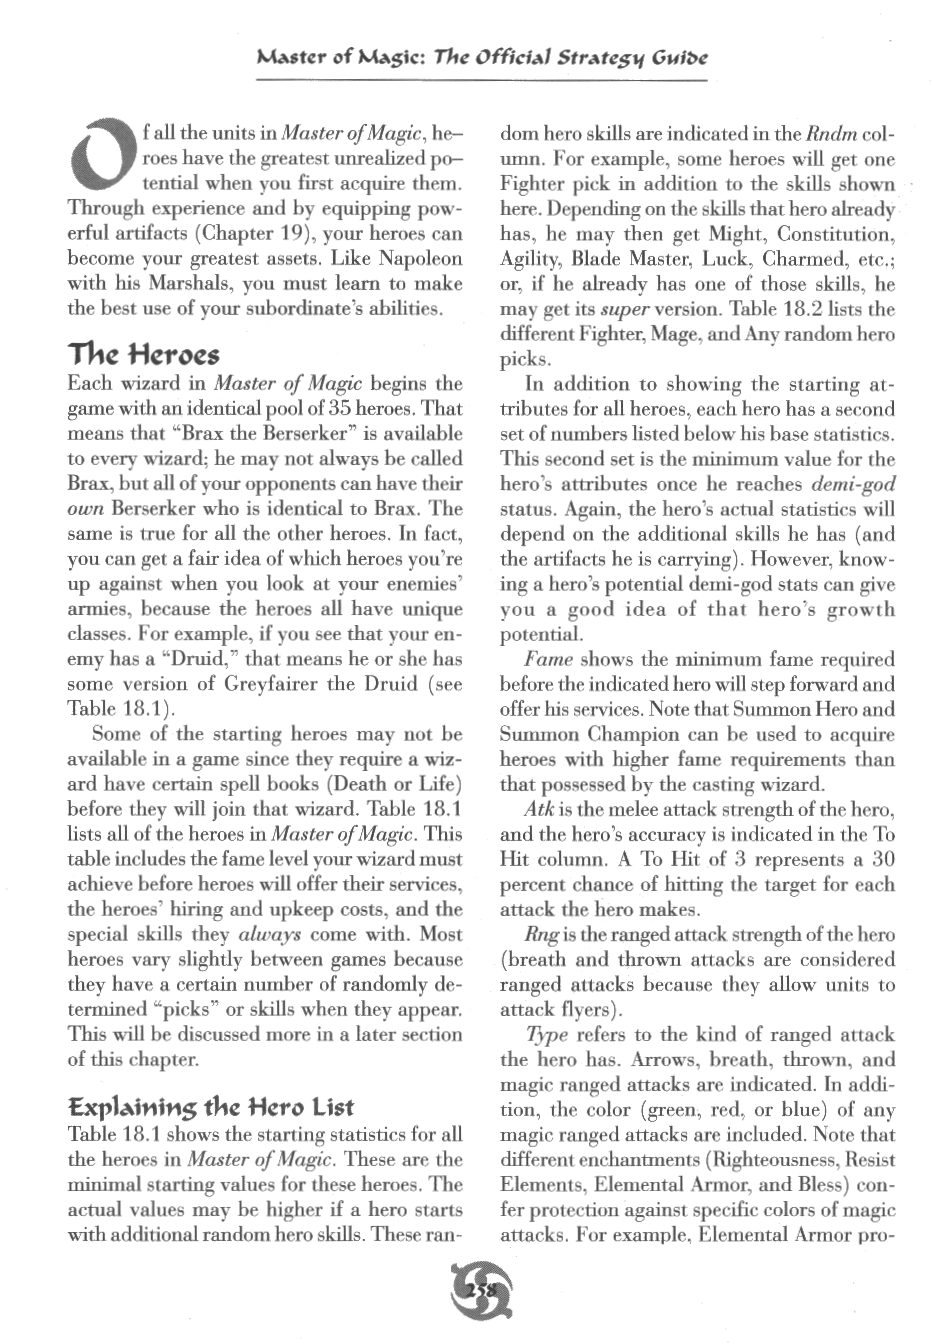 Master of Magic: The Official Strategy Guide
Of all the units in Master of Magic, he–
roes have the greatest unrealized po–
tential when you first acquire them.
Through experience and by equipping pow-
erful artifacts (Chapter 19), your heroes can
become your greatest assets. Like Napoleon
with his Marshals, you must learn to make
the best use of your subordinate's abilities.
The Heroes
Each wizard in Master of Magic begins the
game with an identical pool of 35 heroes. That
means that “Brax the Berserker” is available
to every wizard; he may not always be called
Brax, but all of your opponents can have their
own Berserker who is identical to Brax. The
same is true for all the other heroes. In fact,
you can get a fair idea of which heroes you're
up against when you look at your enemies'
armies, because the heroes all have unique
classes. For example, if you see that your en-
emy has a “Druid,” that means he or she has
some version of Greyfairer the Druid (see
Table 18.1).
Some of the starting heroes may not be
available in a game since they require a wiz-
ard have certain spell books (Death or Life)
before they will join that wizard. Table 18.1
lists all of the heroes in Master of Magic. This
table includes the fame level your wizard must
achieve before heroes will offer their services,
the heroes' hiring and upkeep costs, and the
special skills they always come with. Most
heroes vary slightly between games because
they have a certain number of randomly de-
termined “picks” or skills when they appear.
This will be discussed more in a later section
of this chapter.
Explaining the Hero List
Table 18.1 shows the starting statistics for all
the heroes in Master of Magic. These are the
minimal starting values for these heroes. The
actual values may be higher if a hero starts
with additional random hero skills. These ran-
dom hero skills are indicated in the Rndm col-
umn. For example, some heroes will get one
Fighter pick in addition to the skills shown
here. Depending on the skills that hero already
has, he may then get Might, Constitution,
Agility, Blade Master, Luck, Charmed, etc.;
or, if he already has one of those skills, he
may get its super version. Table 18.2 lists the
different Fighter, Mage, and Any random hero
picks.
In addition to showing the starting at-
tributes for all heroes, each hero has a second
set of numbers listed below his base statistics.
This second set is the minimum value for the
hero's attributes once he reaches demi-god
status. Again, the hero's actual statistics will
depend on the additional skills he has (and
the artifacts he is carrying). However, know-
ing a hero's potential demi-god stats can give
you a good idea of that hero's growth
potential.
Fame shows the minimum fame required
before the indicated hero will step forward and
offer his services. Note that Summon Hero and
Summon Champion can be used to acquire
heroes with higher fame requirements than
that possessed by the casting wizard.
Atk is the melee attack strength of the hero,
and the hero's accuracy is indicated in the To
Hit column. A To Hit of 3 represents a 30
percent chance of hitting the target for each
attack the hero makes.
Rng is the ranged attack strength of the hero
(breath and thrown attacks are considered
ranged attacks because they allow units to
attack flyers).
Type refers to the kind of ranged attack
the hero has. Arrows, breath, thrown, and
magic ranged attacks are indicated. In addi-
tion, the color (green, red, or blue) of any
magic ranged attacks are included. Note that
different enchantments (Righteousness, Resist
Elements, Elemental Armor, and Bless) con-
fer protection against specific colors of magic
attacks. For example, Elemental Armor pro-
258